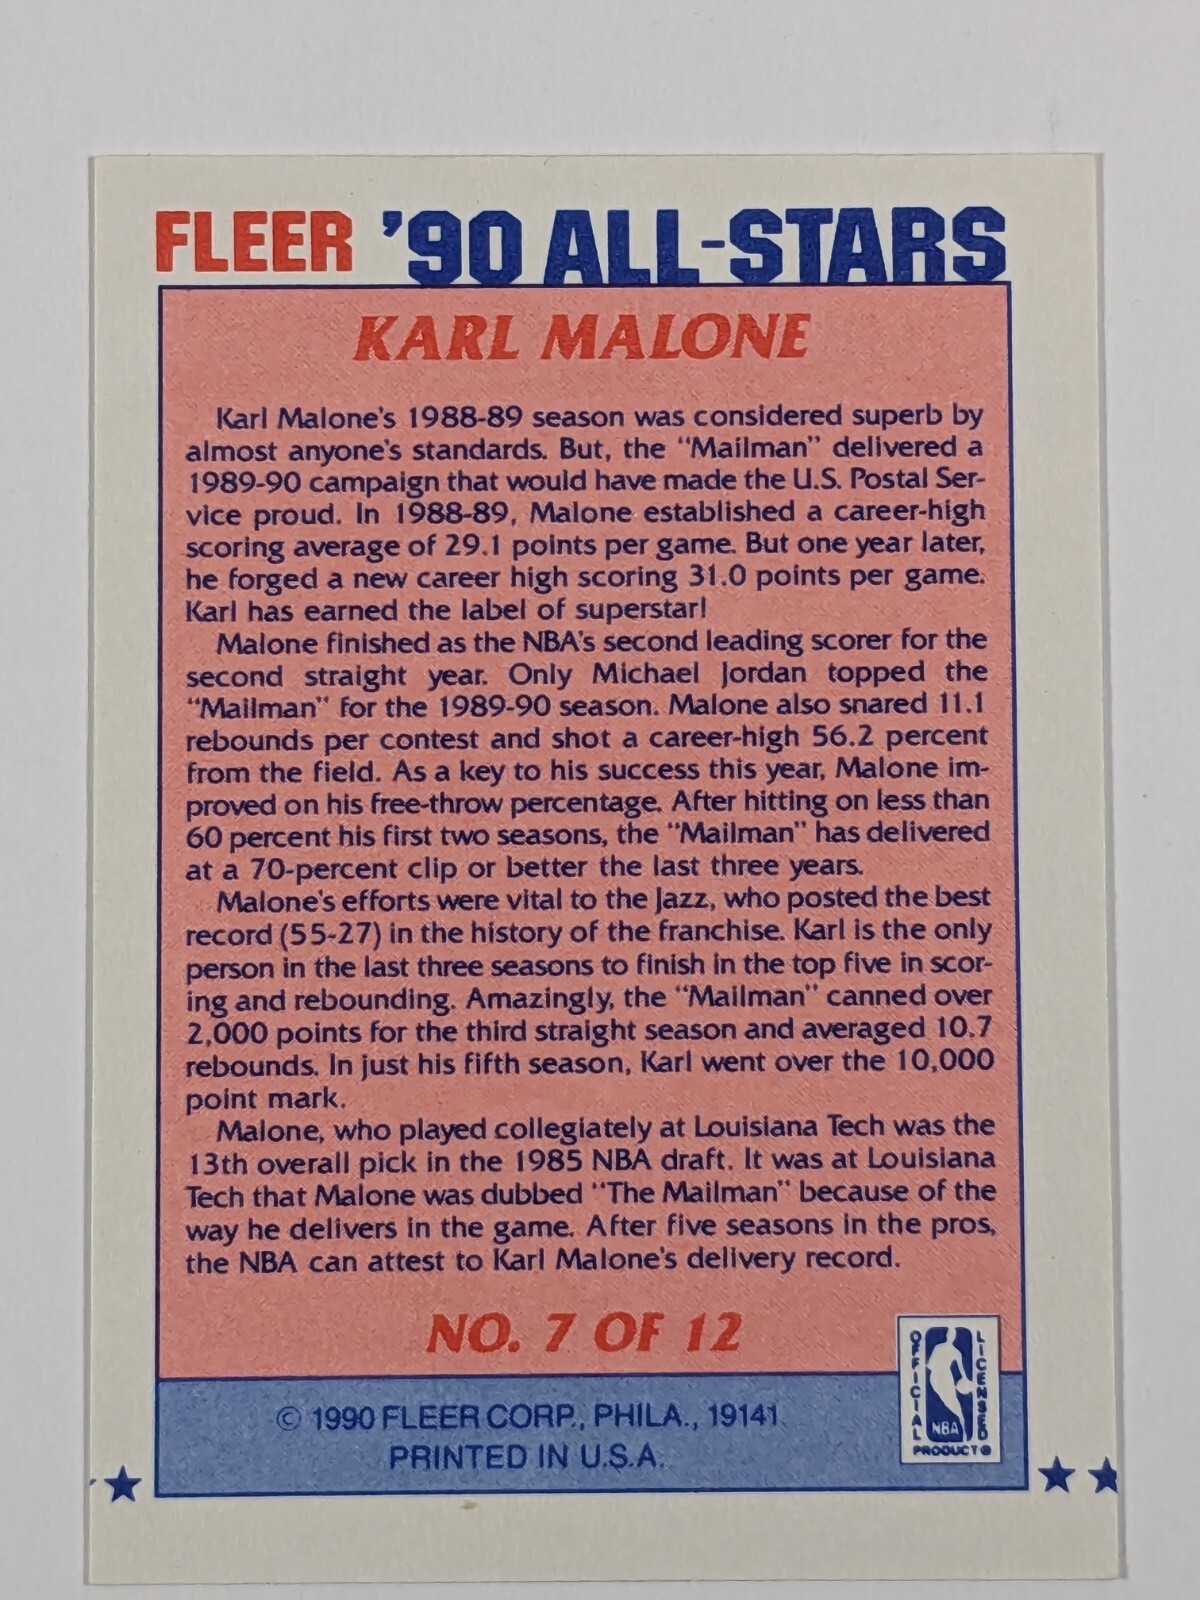 FLEER '90 ALL-STARS
KARL MALONE
Karl Malone's 1988-89 season was considered superb by
almost anyone's standards. But, the "Mailman" delivered a
1989-90 campaign that would have made the U.S. Postal Ser-
vice proud. In 1988-89, Malone established a career-high
scoring average of 29.1 points per game. But one year later,
he forged a new career high scoring 31.0 points per game.
Karl has earned the label of superstar!
Malone finished as the NBA's second leading scorer for the
second straight year. Only Michael Jordan topped the
"Mailman" for the 1989-90 season. Malone also snared 11.1
rebounds per contest and shot a career-high 56.2 percent
from the field. As a key to his success this year, Malone im-
proved on his free-throw percentage. After hitting on less than
60 percent his first two seasons, the "Mailman" has delivered
at a 70-percent clip or better the last three years.
Malone's efforts were vital to the Jazz, who posted the best
record (55-27) in the history of the franchise. Karl is the only
person in the last three seasons to finish in the top five in scor-
ing and rebounding. Amazingly, the "Mailman" canned over
2,000 points for the third straight season and averaged 10.7
rebounds. In just his fifth season, Karl went over the 10,000
point mark.
Malone, who played collegiately at Louisiana Tech was the
13th overall pick in the 1985 NBA draft. It was at Louisiana
Tech that Malone was dubbed "The Mailman" because of the
way he delivers in the game. After five seasons in the pros,
the NBA can attest to Karl Malone's delivery record.
NO. 7 OF 12
OFFICIAL
LICENSED
NBA
PRODUCT®
© 1990 FLEER CORP., PHILA., 19141
PRINTED IN U.S.A.